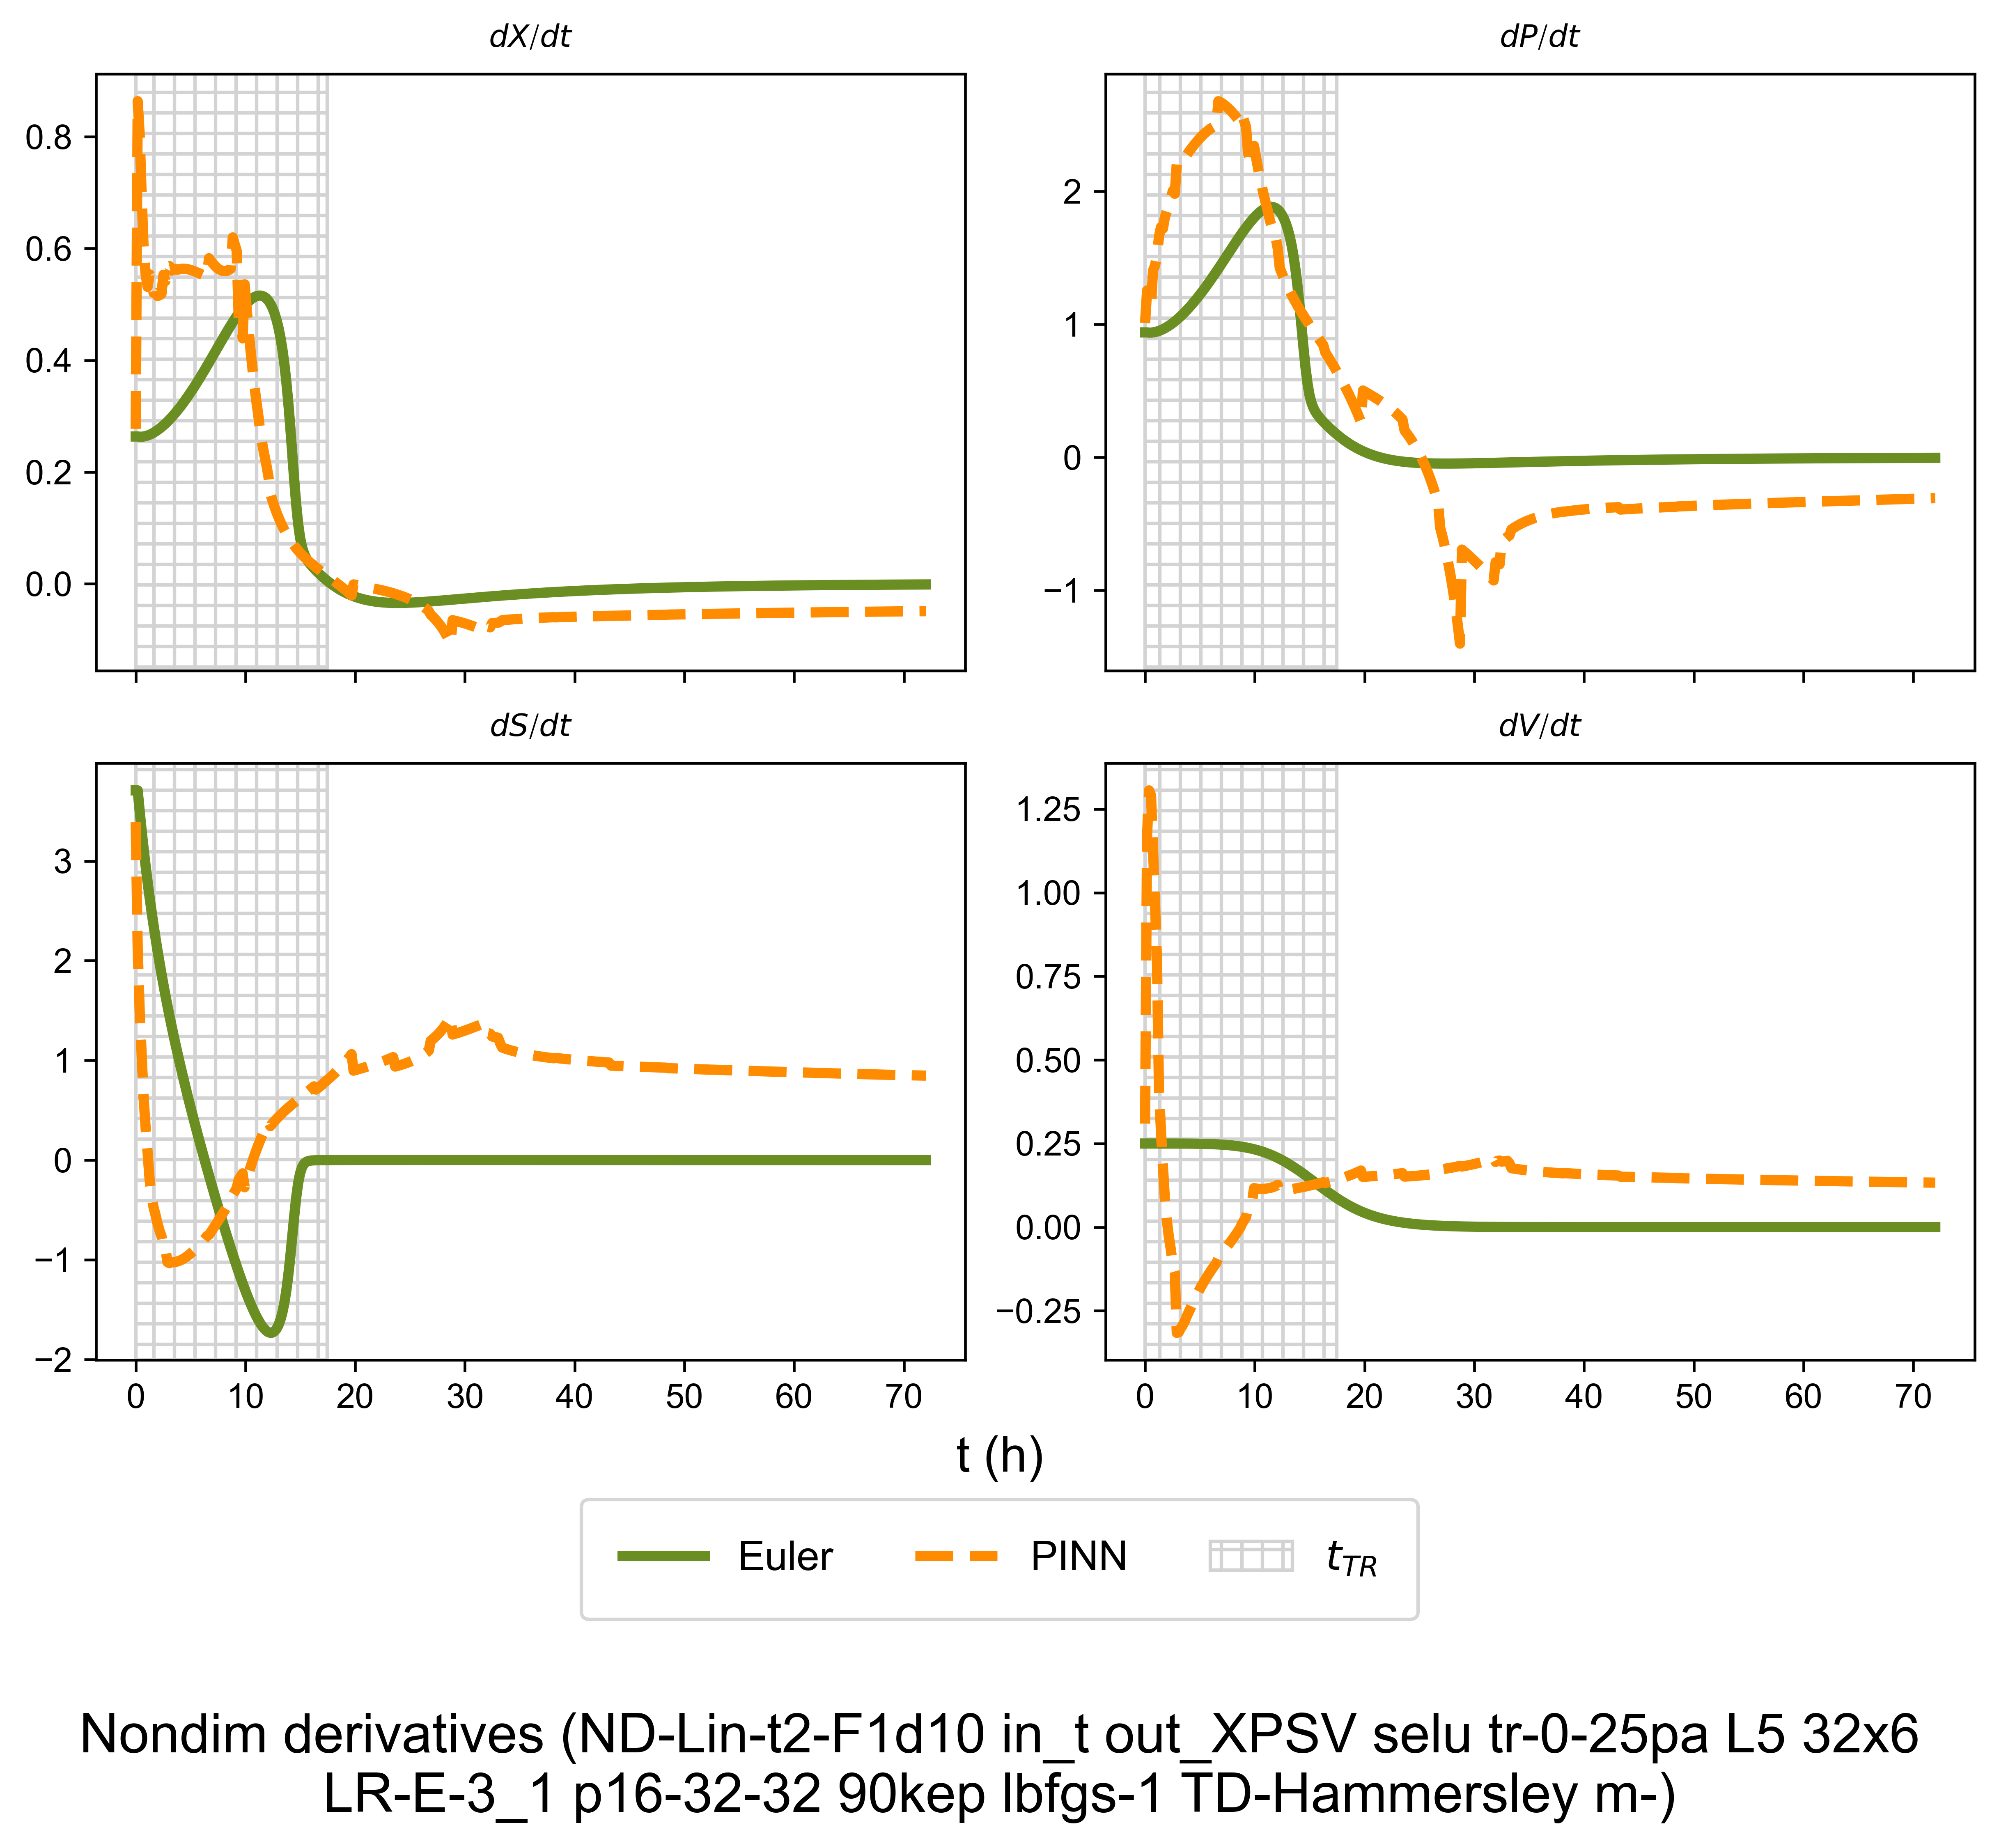 dX/dt
dP/dt
0.8
0.6
0.4
0.2
0.0
2
1
0
−1
dS/dt
dV/dt
3
2
1
0
−1
−2
1.25
1.00
0.75
0.50
0.25
0.00
−0.25
0 10 20 30 40 50 60 70
0 10 20 30 40 50 60 70
t (h)
Euler PINN t_TR
Nondim derivatives (ND-Lin-t2-F1d10 in_t out_XPSV selu tr-0-25pa L5 32x6
LR-E-3_1 p16-32-32 90kep lbfgs-1 TD-Hammersley m-)